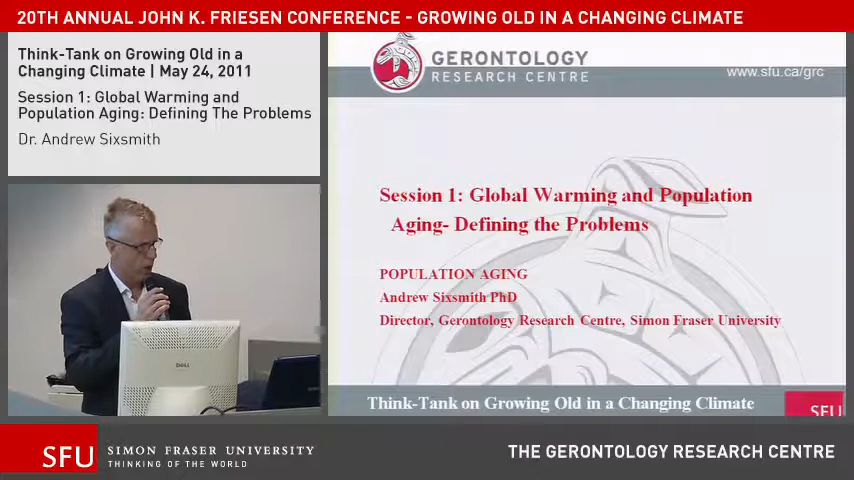 20TH ANNUAL JOHN K. FRIESEN CONFERENCE - GROWING OLD IN A CHANGING CLIMATE
Think-Tank on Growing Old in a
Changing Climate | May 24, 2011
Session 1: Global Warming and
Population Aging: Defining The Problems
Dr. Andrew Sixsmith
GERONTOLOGY
RESEARCH CENTRE
www.sfu.ca/grc
Session 1: Global Warming and Population
Aging- Defining the Problems
POPULATION AGING
Andrew Sixsmith PhD
Director, Gerontology Research Centre, Simon Fraser University
Think-Tank on Growing Old in a Changing Climate
SFU
DELL
SFU
SIMON FRASER UNIVERSITY
THINKING OF THE WORLD
THE GERONTOLOGY RESEARCH CENTRE